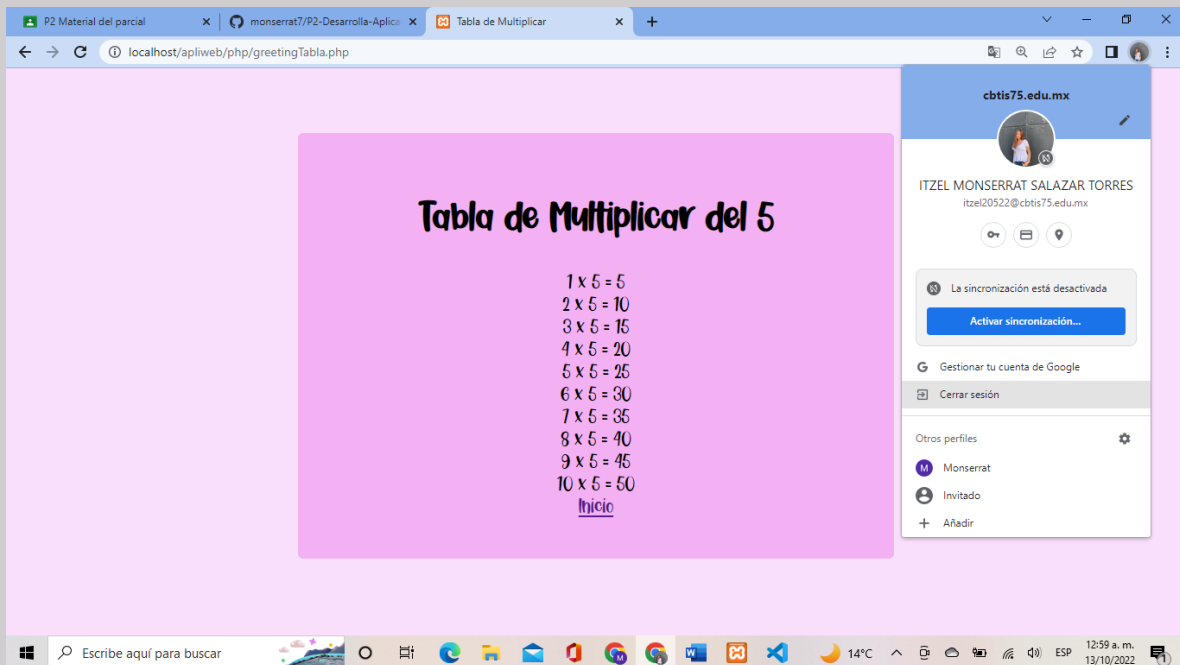 P2 Material del parcial
monserrat7/P2-Desarrolla-Aplica
Tabla de Multiplicar
localhost/apliweb/php/greetingTabla.php
Tabla de Multiplicar del 5
1 x 5 = 5
2 x 5 = 10
3 x 5 = 15
4 x 5 = 20
5 x 5 = 25
6 x 5 = 30
7 x 5 = 35
8 x 5 = 40
9 x 5 = 45
10 x 5 = 50
Inicio
cbtis75.edu.mx
ITZEL MONSERRAT SALAZAR TORRES
itzel20522@cbtis75.edu.mx
La sincronización está desactivada
Activar sincronización...
G Gestionar tu cuenta de Google
Cerrar sesión
Otros perfiles
M Monserrat
Invitado
Añadir
Escribe aquí para buscar
14°C
ESP
12:59 a. m.
13/10/2022
1